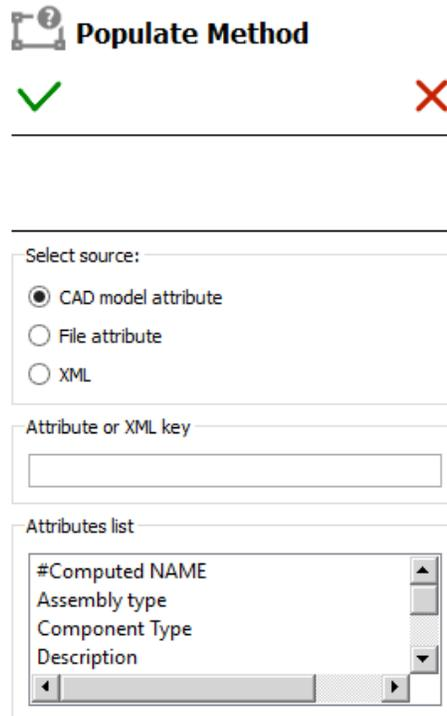 Populate Method
Select source:
CAD model attribute
File attribute
XML
Attribute or XML key
Attributes list
#Computed NAME
Assembly type
Component Type
Description